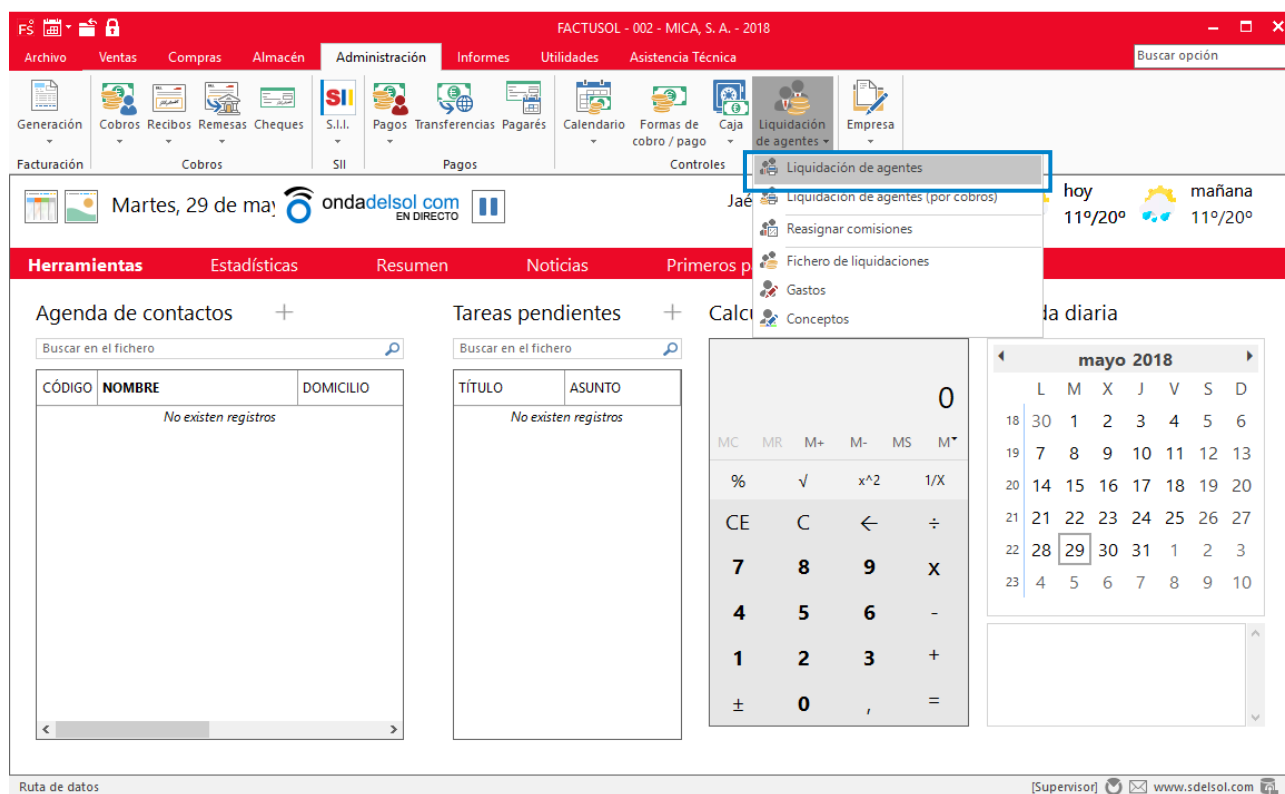 FS
FACTUSOL - 002 - MICA, S. A. - 2018
Archivo Ventas Compras Almacén Administración Informes Utilidades Asistencia Técnica Buscar opción
Generación Cobros Recibos Remesas Cheques S.I.I. Pagos Transferencias Pagarés Calendario Formas de cobro / pago Caja Liquidación de agentes Empresa
Facturación Cobros SII Pagos Controles
Liquidación de agentes
Liquidación de agentes (por cobros)
Reasignar comisiones
Fichero de liquidaciones
Gastos
Conceptos
Martes, 29 de may ondadelsol com Jaé hoy mañana
EN DIRECTO 11º/20º 11º/20º
Herramientas Estadísticas Resumen Noticias Primeros p
Agenda de contactos Tareas pendientes Calcu da diaria
Buscar en el fichero Buscar en el fichero
CÓDIGO NOMBRE DOMICILIO TÍTULO ASUNTO
No existen registros No existen registros
0
MC MR M+ M- MS M
% √ x^2 1/X
CE C ← ÷
7 8 9 x
4 5 6 -
1 2 3 +
± 0 , =
mayo 2018
L M X J V S D
18 30 1 2 3 4 5 6
19 7 8 9 10 11 12 13
20 14 15 16 17 18 19 20
21 21 22 23 24 25 26 27
22 28 29 30 31 1 2 3
23 4 5 6 7 8 9 10
Ruta de datos [Supervisor] www.sdelsol.com